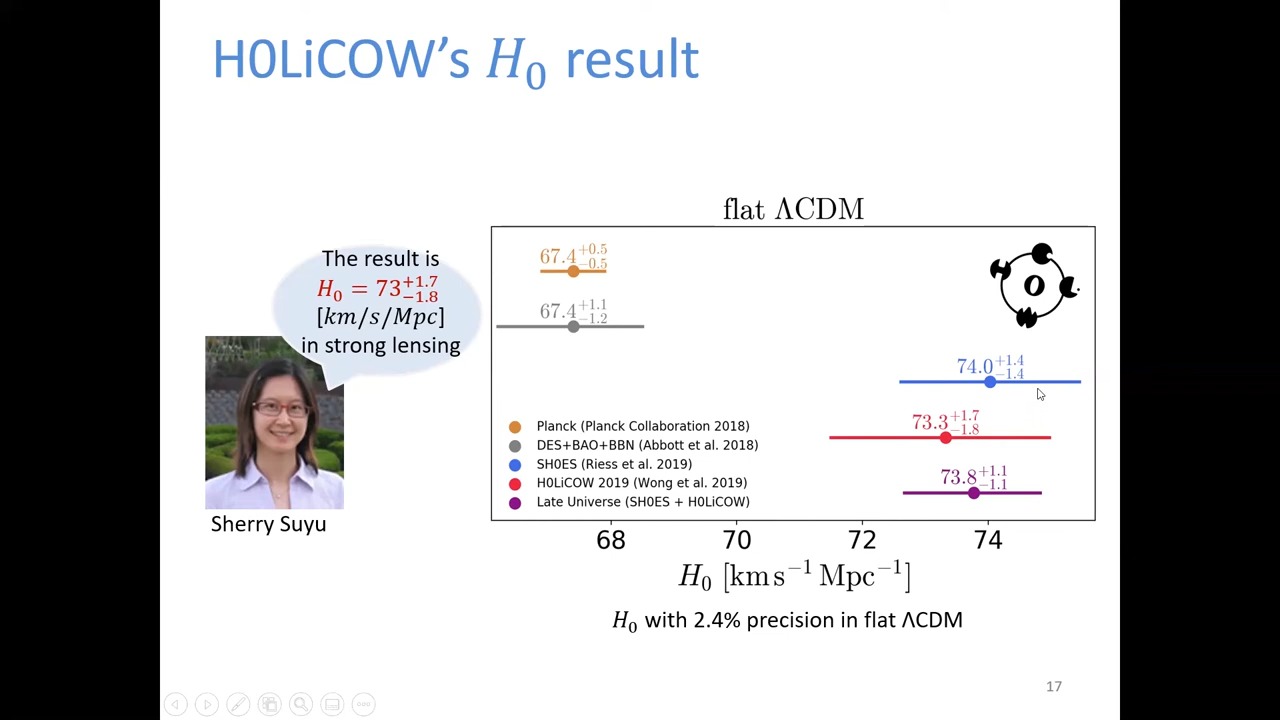 H0LiCOW’s H₀ result
The result is
H₀ = 73^{+1.7}_{−1.8}
[km/s/Mpc]
in strong lensing
Sherry Suyu
flat ΛCDM
67.4^{+0.5}_{−0.5}
67.4^{+1.1}_{−1.2}
74.0^{+1.4}_{−1.4}
73.3^{+1.7}_{−1.8}
73.8^{+1.1}_{−1.1}
Planck (Planck Collaboration 2018)
DES+BAO+BBN (Abbott et al. 2018)
SH0ES (Riess et al. 2019)
H0LiCOW 2019 (Wong et al. 2019)
Late Universe (SH0ES + H0LiCOW)
68 70 72 74
H₀ [km s⁻¹ Mpc⁻¹]
H₀ with 2.4% precision in flat ΛCDM
17